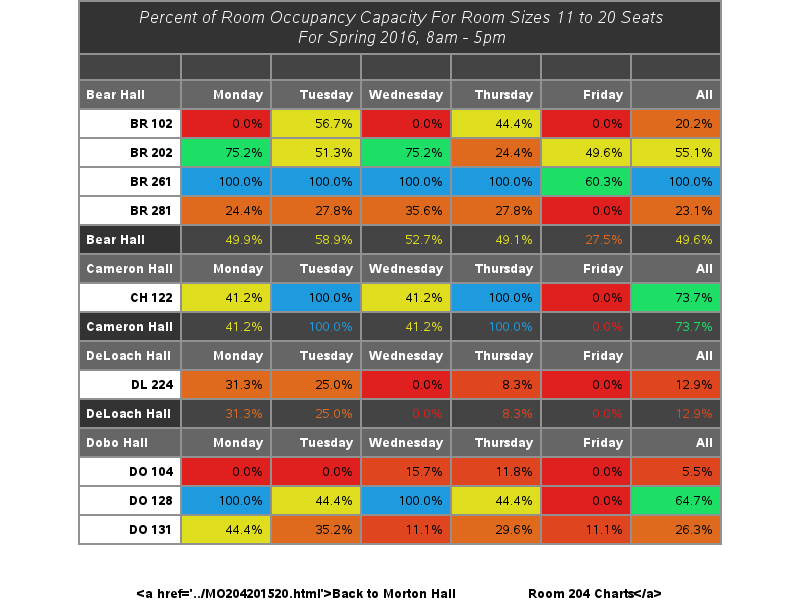 Percent of Room Occupancy Capacity For Room Sizes 11 to 20 Seats
For Spring 2016, 8am - 5pm
Bear Hall Monday Tuesday Wednesday Thursday Friday All
BR 102 0.0% 56.7% 0.0% 44.4% 0.0% 20.2%
BR 202 75.2% 51.3% 75.2% 24.4% 49.6% 55.1%
BR 261 100.0% 100.0% 100.0% 100.0% 60.3% 100.0%
BR 281 24.4% 27.8% 35.6% 27.8% 0.0% 23.1%
Bear Hall 49.9% 58.9% 52.7% 49.1% 27.5% 49.6%
Cameron Hall Monday Tuesday Wednesday Thursday Friday All
CH 122 41.2% 100.0% 41.2% 100.0% 0.0% 73.7%
Cameron Hall 41.2% 100.0% 41.2% 100.0% 0.0% 73.7%
DeLoach Hall Monday Tuesday Wednesday Thursday Friday All
DL 224 31.3% 25.0% 0.0% 8.3% 0.0% 12.9%
DeLoach Hall 31.3% 25.0% 0.0% 8.3% 0.0% 12.9%
Dobo Hall Monday Tuesday Wednesday Thursday Friday All
DO 104 0.0% 0.0% 15.7% 11.8% 0.0% 5.5%
DO 128 100.0% 44.4% 100.0% 44.4% 0.0% 64.7%
DO 131 44.4% 35.2% 11.1% 29.6% 11.1% 26.3%
<a href='../MO204201520.html'>Back to Morton Hall Room 204 Charts</a>